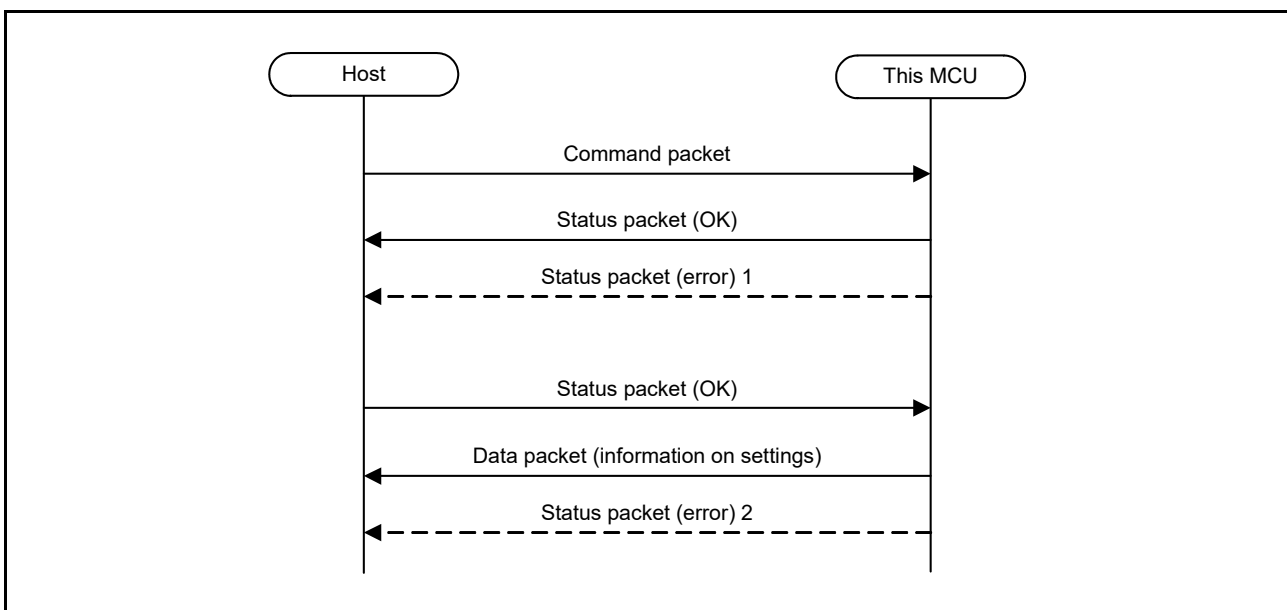 Host
This MCU
Command packet
Status packet (OK)
Status packet (error) 1
Status packet (OK)
Data packet (information on settings)
Status packet (error) 2